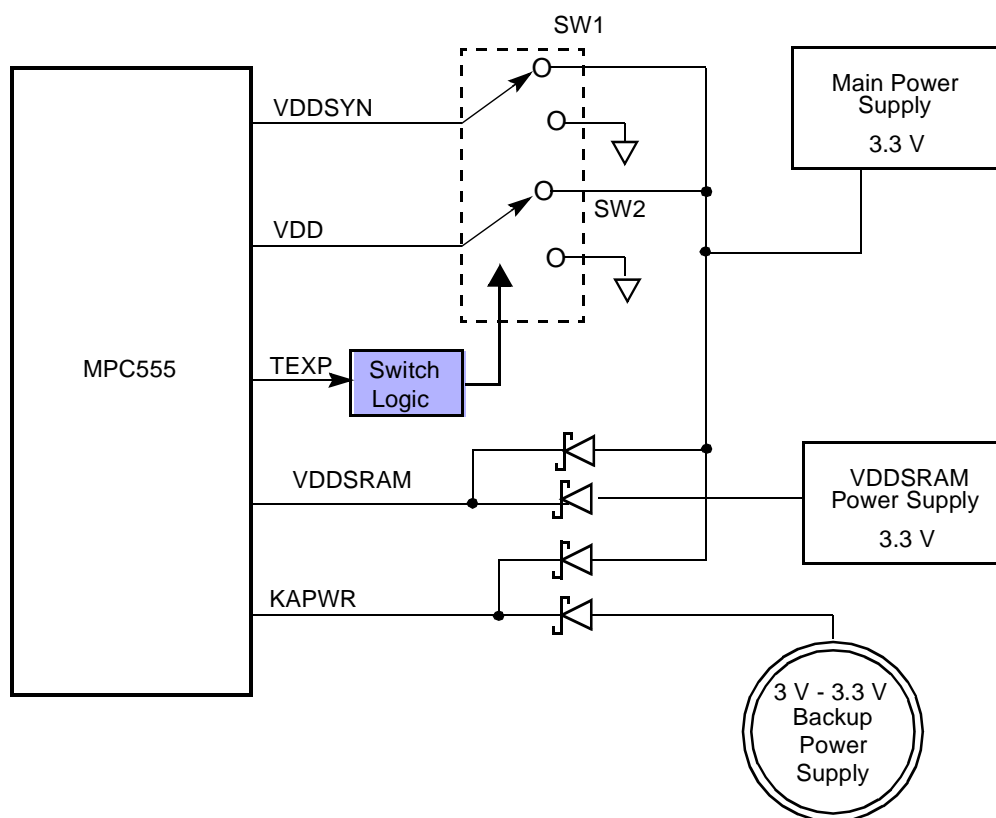 SW1
Main Power
Supply
3.3 V
VDDSYN
SW2
VDD
MPC555
TEXP
Switch
Logic
VDDSRAM
VDDSRAM
Power Supply
3.3 V
KAPWR
3 V - 3.3 V
Backup
Power
Supply